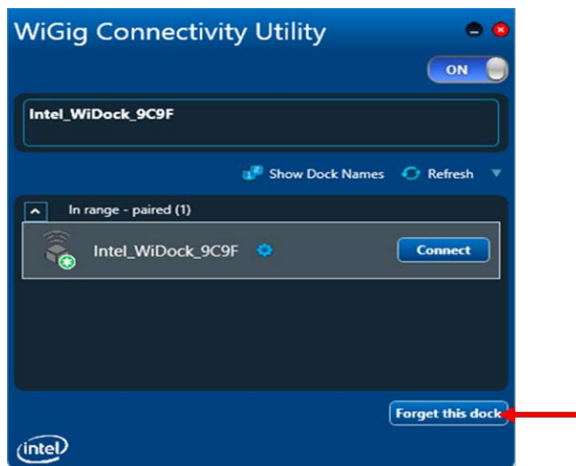 WiGig Connectivity Utility
ON
Intel_WiDock_9C9F
Show Dock Names Refresh
In range - paired (1)
Intel_WiDock_9C9F Connect
Forget this dock
intel